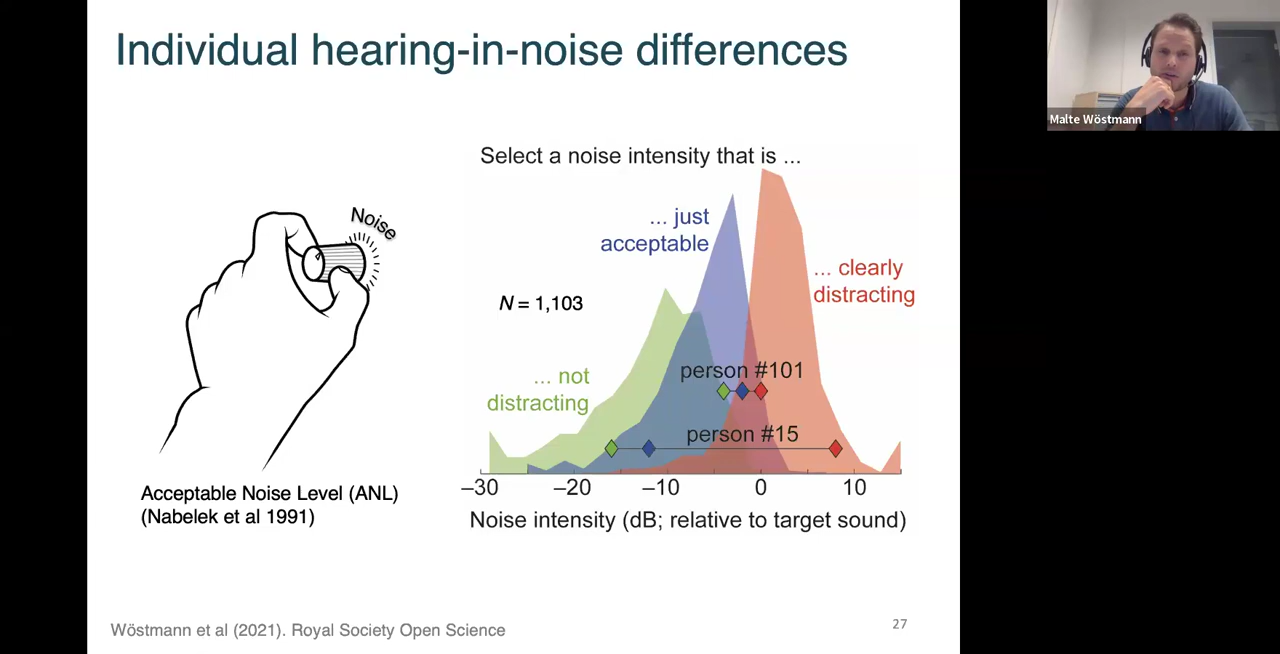 Individual hearing-in-noise differences
Malte Wöstmann
Select a noise intensity that is ...
Noise
... just
acceptable
... clearly
distracting
N = 1,103
person #101
... not
distracting
person #15
–30 –20 –10 0 10
Noise intensity (dB; relative to target sound)
Acceptable Noise Level (ANL)
(Nabelek et al 1991)
Wöstmann et al (2021). Royal Society Open Science
27